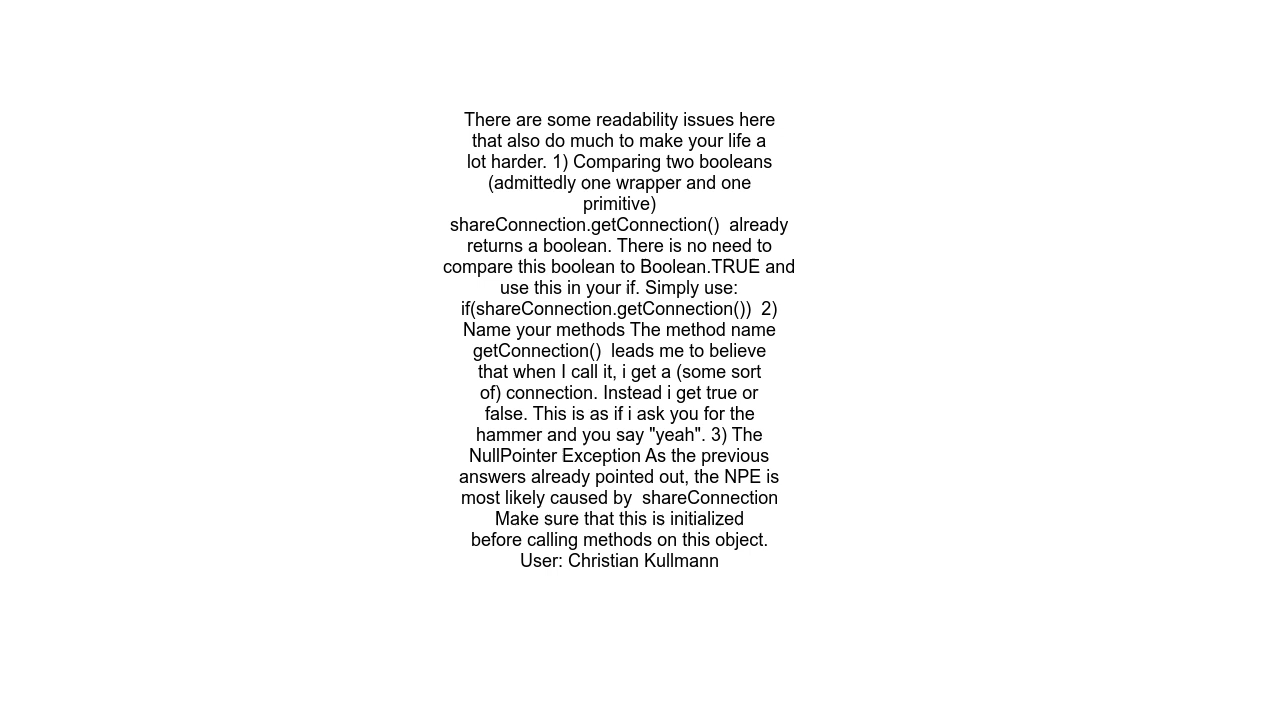 There are some readability issues here
that also do much to make your life a
lot harder. 1) Comparing two booleans
(admittedly one wrapper and one
primitive)
shareConnection.getConnection()  already
returns a boolean. There is no need to
compare this boolean to Boolean.TRUE and
use this in your if. Simply use:
if(shareConnection.getConnection())  2)
Name your methods The method name
getConnection()  leads me to believe
that when I call it, i get a (some sort
of) connection. Instead i get true or
false. This is as if i ask you for the
hammer and you say "yeah". 3) The
NullPointer Exception As the previous
answers already pointed out, the NPE is
most likely caused by  shareConnection
Make sure that this is initialized
before calling methods on this object.
User: Christian Kullmann